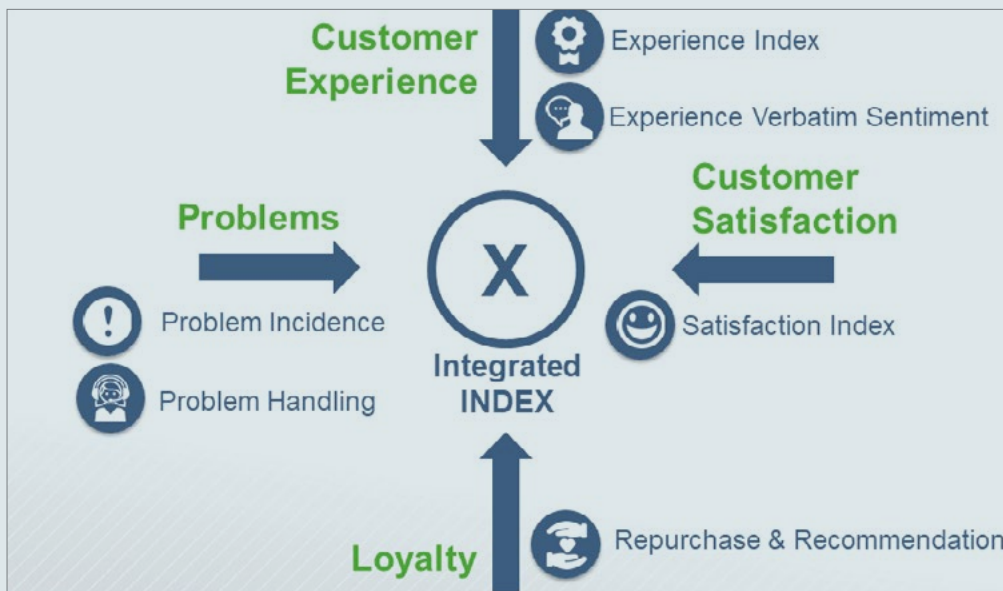 Customer
Experience
Experience Index
Experience Verbatim Sentiment
Problems
Problem Incidence
Problem Handling
X
Integrated
INDEX
Customer
Satisfaction
Satisfaction Index
Loyalty
Repurchase & Recommendation